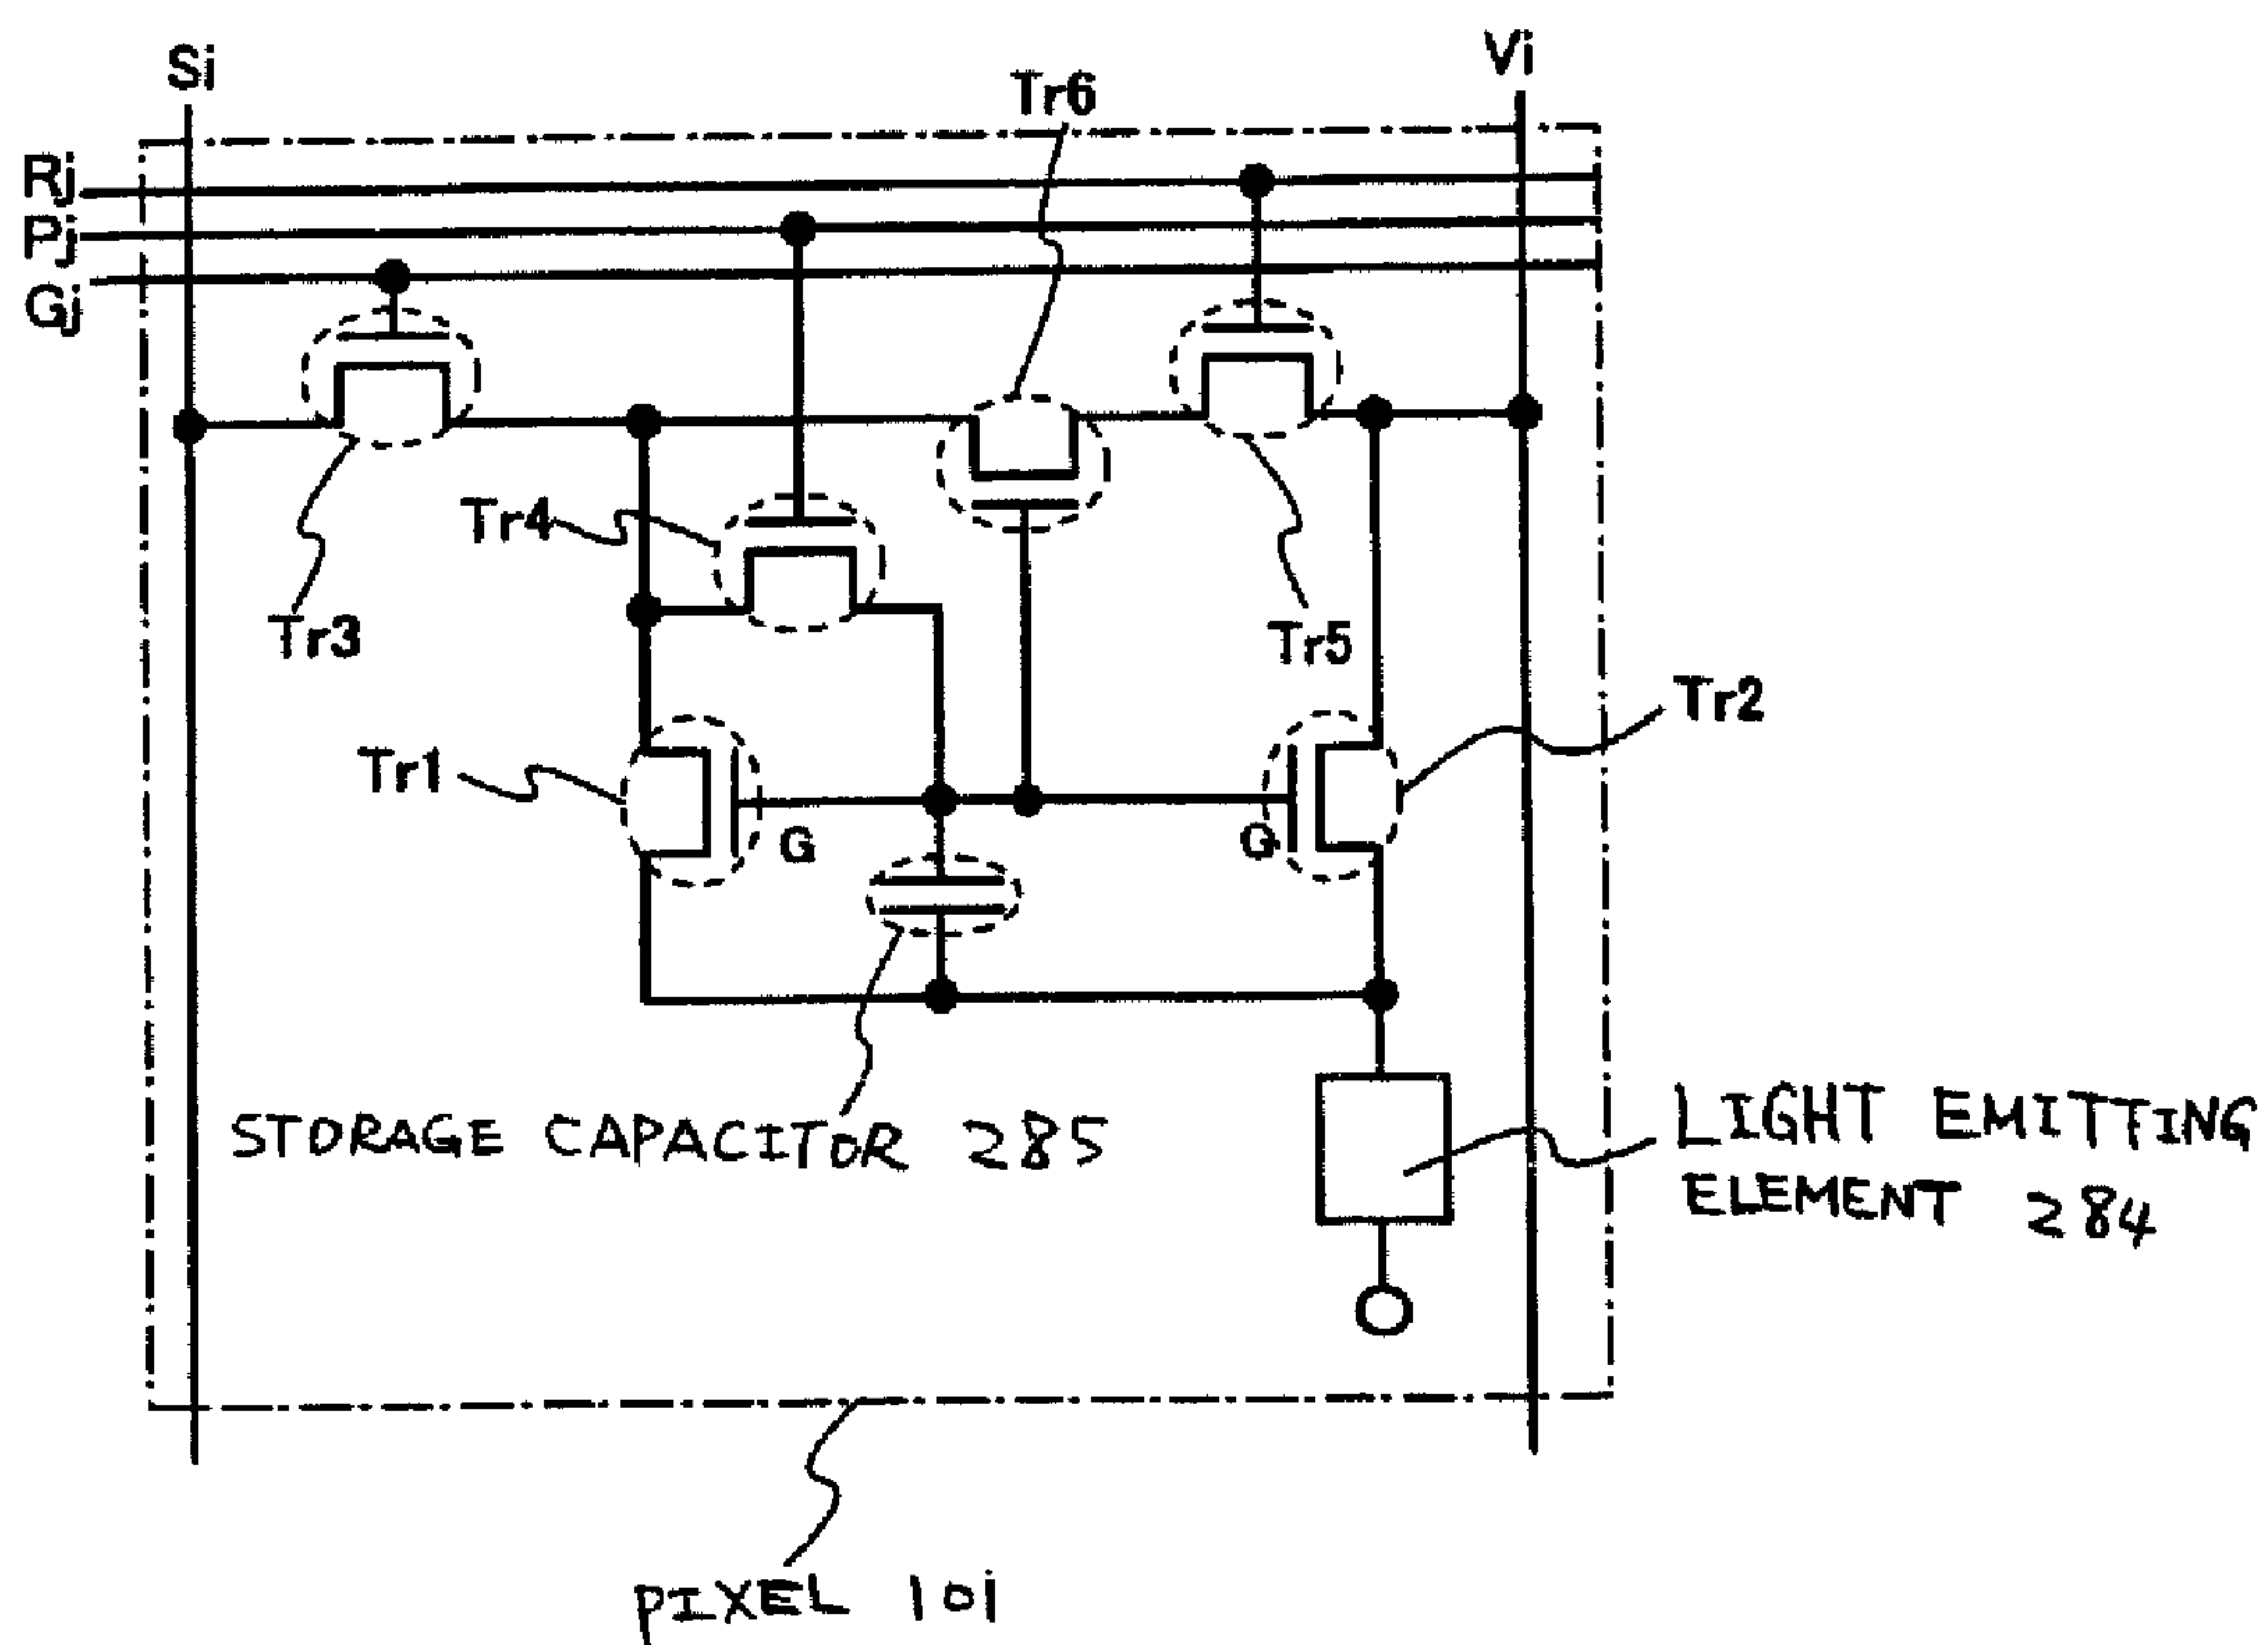 Si
Vi
Tr6
Rj
Pj
Gj
Tr4
Tr3
Tr5
Tr2
Tr1
G
G
STORAGE CAPACITOR 285
LIGHT EMITTING
ELEMENT 284
PIXEL 10i